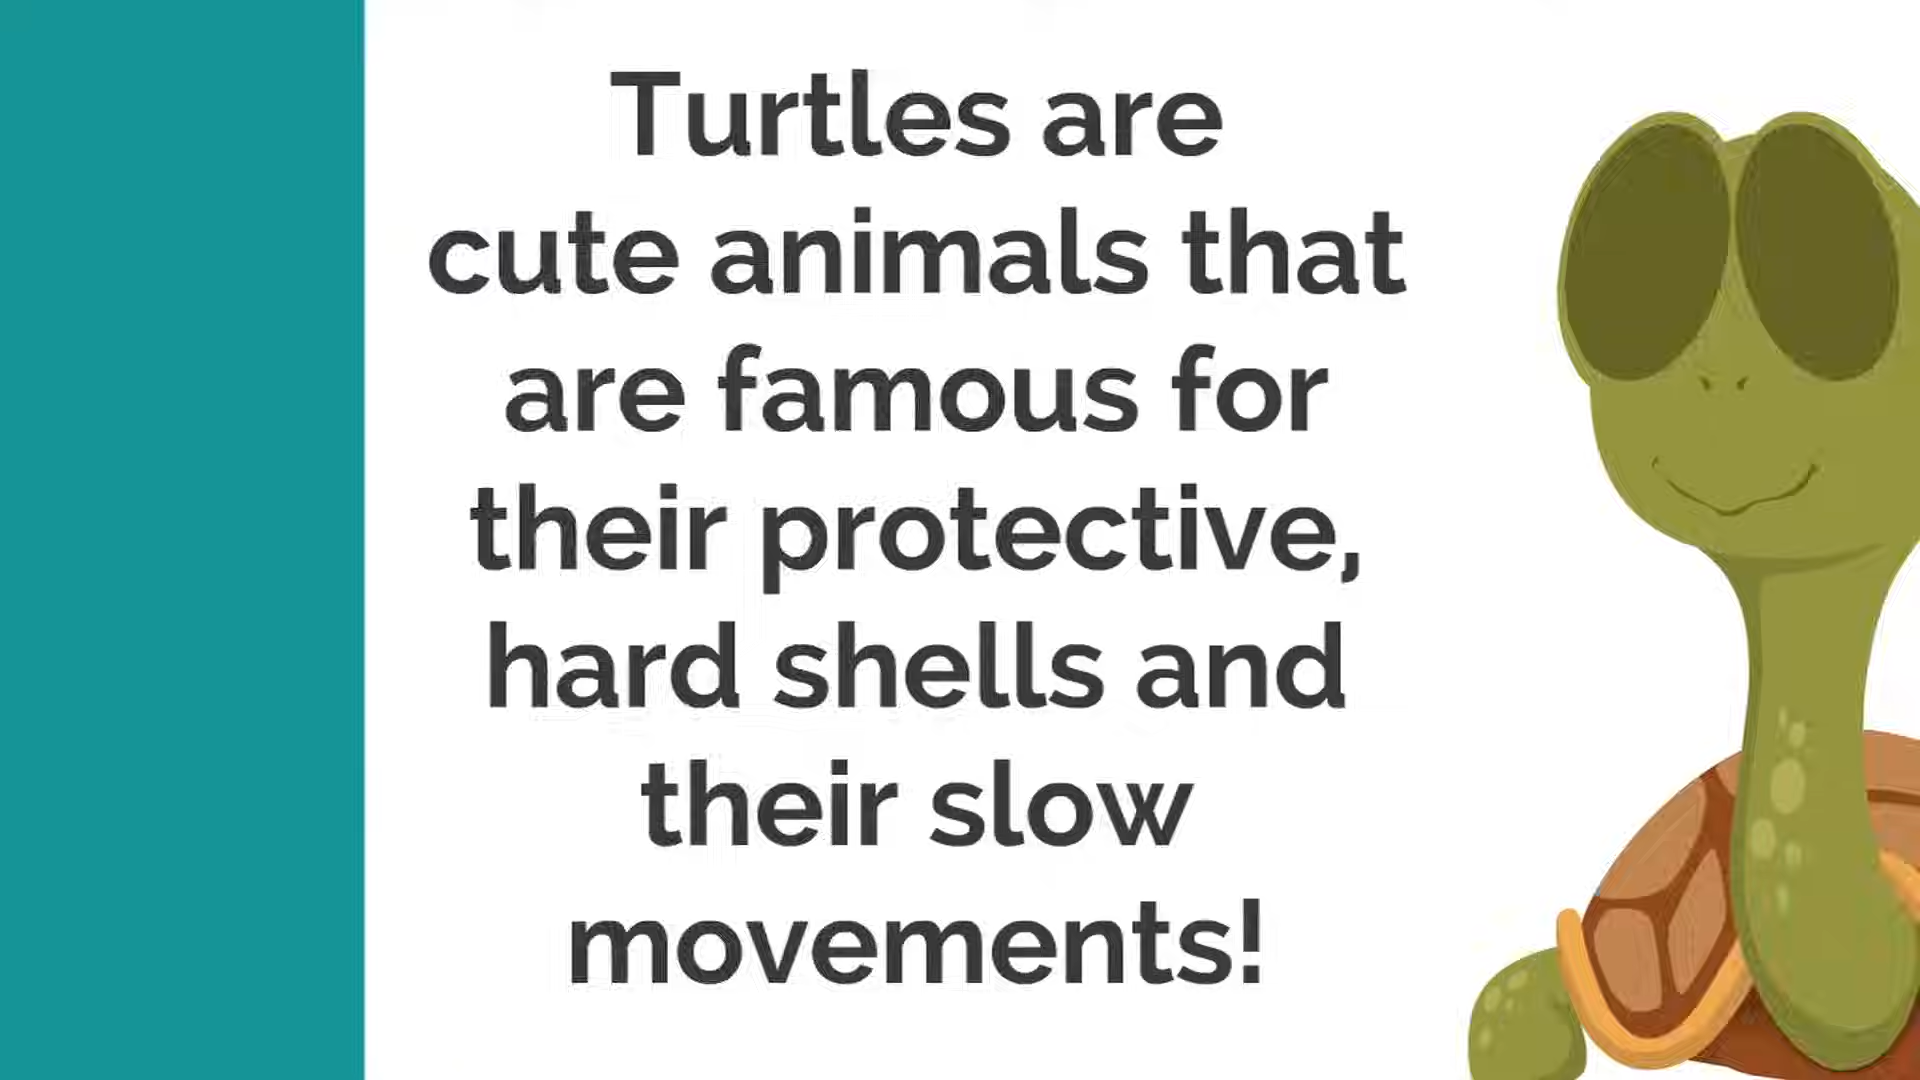 Turtles are
cute animals that
are famous for
their protective,
hard shells and
their slow
movements!